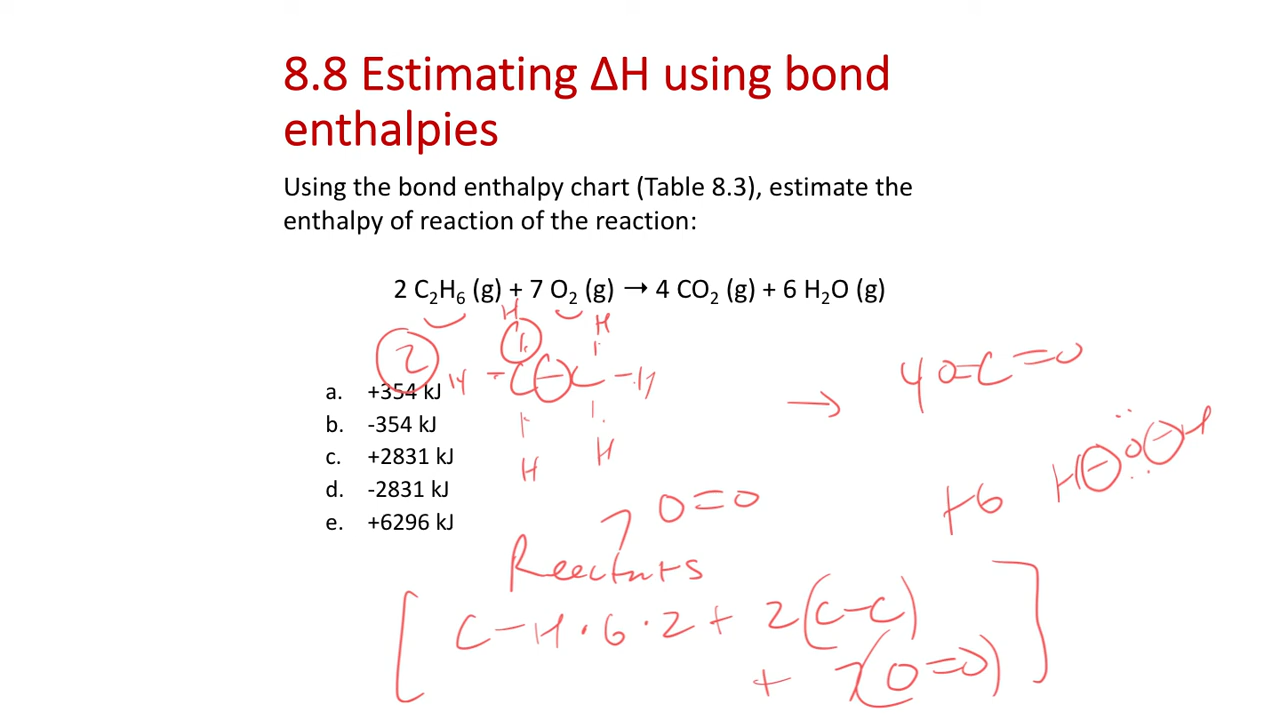 8.8 Estimating ΔH using bond
enthalpies
Using the bond enthalpy chart (Table 8.3), estimate the
enthalpy of reaction of the reaction:
2 C₂H₆ (g) + 7 O₂ (g) → 4 CO₂ (g) + 6 H₂O (g)
H H
2 H - C - C - H → 4 O=C=O
H H
a. +354 kJ
b. -354 kJ
c. +2831 kJ
d. -2831 kJ
e. +6296 kJ
+6 H-O-H
7 O=O
Reectants
[ C-H · 6 · 2 + 2(C-C)
+ 7(O=O) ]